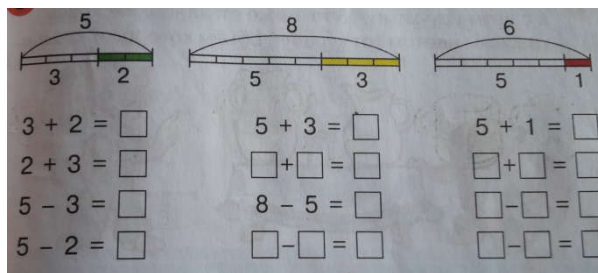 5 8 6
3 2 5 3 5 1
3 + 2 = □ 5 + 3 = □ 5 + 1 = □
2 + 3 = □ □ + □ = □ □ + □ = □
5 − 3 = □ 8 − 5 = □ □ − □ = □
5 − 2 = □ □ − □ = □ □ − □ = □